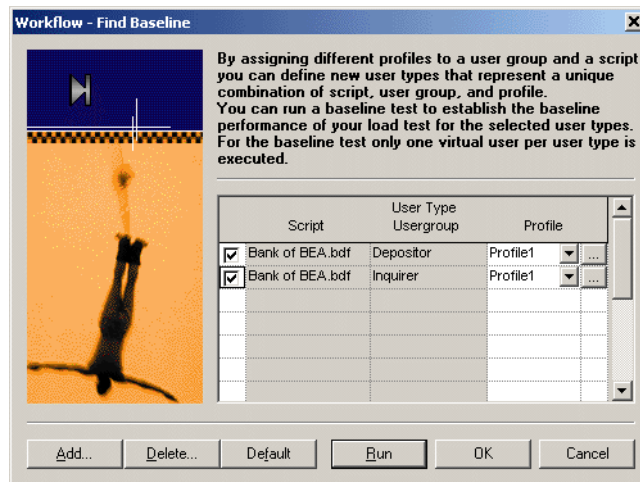 Workflow - Find Baseline
By assigning different profiles to a user group and a script
you can define new user types that represent a unique
combination of script, user group, and profile.
You can run a baseline test to establish the baseline
performance of your load test for the selected user types.
For the baseline test only one virtual user per user type is
executed.
User Type
Script Usergroup Profile
Bank of BEA.bdf Depositor Profile1 ...
Bank of BEA.bdf Inquirer Profile1 ...
Add... Delete... Default Run OK Cancel